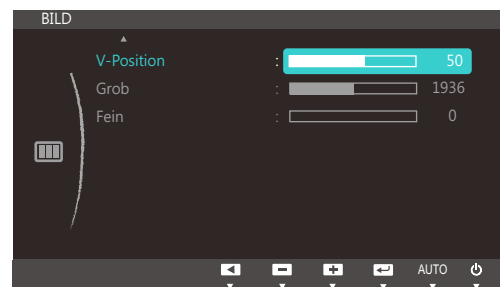 BILD
V-Position : 50
Grob : 1936
Fein : 0
AUTO